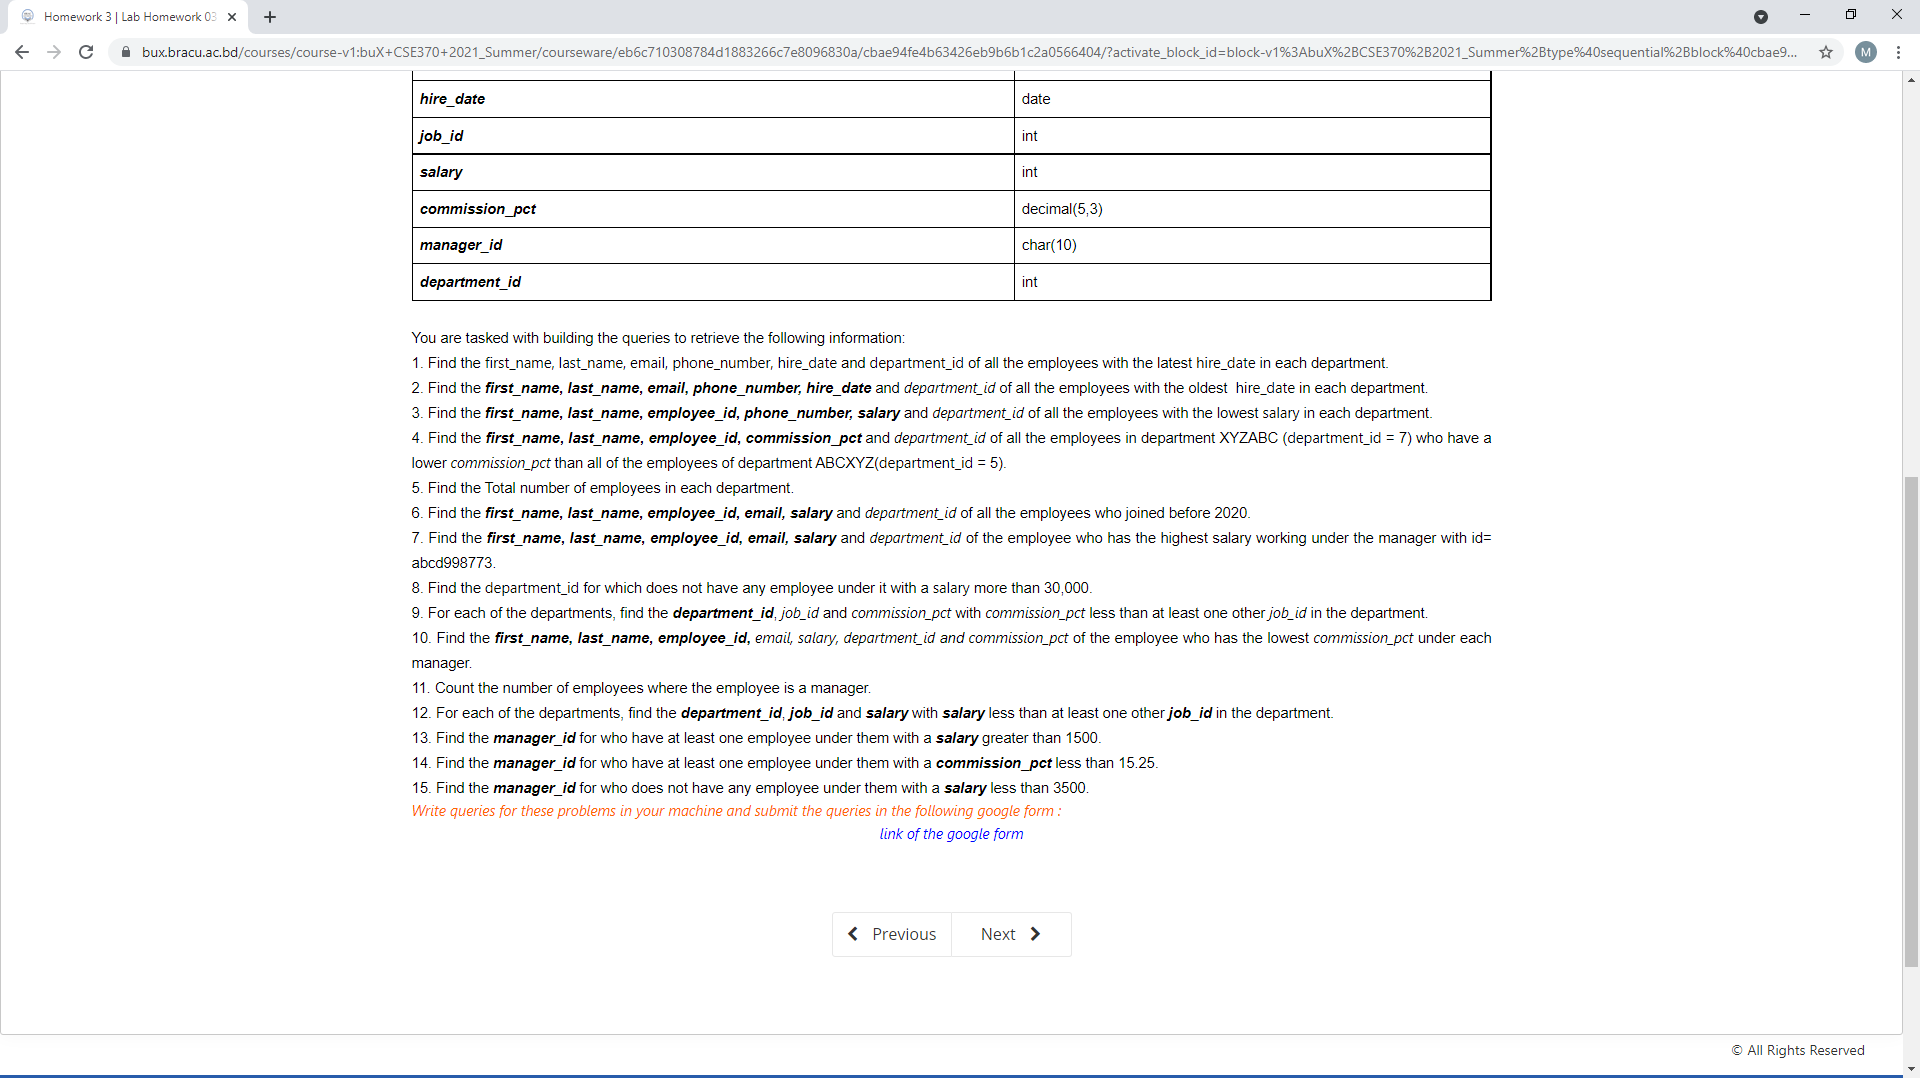 Homework 3 | Lab Homework 03
bux.bracu.ac.bd/courses/course-v1:buX+CSE370+2021_Summer/courseware/eb6c710308784d1883266c7e8096830a/cbae94fe4b63426eb9b6b1c2a0566404/?activate_block_id=block-v1%3AbuX%2BCSE370%2B2021_Summer%2Btype%40sequential%2Bblock%40cbae9...
M
hire_date date
job_id int
salary int
commission_pct decimal(5,3)
manager_id char(10)
department_id int
You are tasked with building the queries to retrieve the following information:
1. Find the first_name, last_name, email, phone_number, hire_date and department_id of all the employees with the latest hire_date in each department.
2. Find the first_name, last_name, email, phone_number, hire_date and department_id of all the employees with the oldest  hire_date in each department.
3. Find the first_name, last_name, employee_id, phone_number, salary and department_id of all the employees with the lowest salary in each department.
4. Find the first_name, last_name, employee_id, commission_pct and department_id of all the employees in department XYZABC (department_id = 7) who have a
lower commission_pct than all of the employees of department ABCXYZ(department_id = 5).
5. Find the Total number of employees in each department.
6. Find the first_name, last_name, employee_id, email, salary and department_id of all the employees who joined before 2020.
7. Find the first_name, last_name, employee_id, email, salary and department_id of the employee who has the highest salary working under the manager with id=
abcd998773.
8. Find the department_id for which does not have any employee under it with a salary more than 30,000.
9. For each of the departments, find the department_id, job_id and commission_pct with commission_pct less than at least one other job_id in the department.
10. Find the first_name, last_name, employee_id, email, salary, department_id and commission_pct of the employee who has the lowest commission_pct under each
manager.
11. Count the number of employees where the employee is a manager.
12. For each of the departments, find the department_id, job_id and salary with salary less than at least one other job_id in the department.
13. Find the manager_id for who have at least one employee under them with a salary greater than 1500.
14. Find the manager_id for who have at least one employee under them with a commission_pct less than 15.25.
15. Find the manager_id for who does not have any employee under them with a salary less than 3500.
Write queries for these problems in your machine and submit the queries in the following google form :
link of the google form
Previous Next
© All Rights Reserved